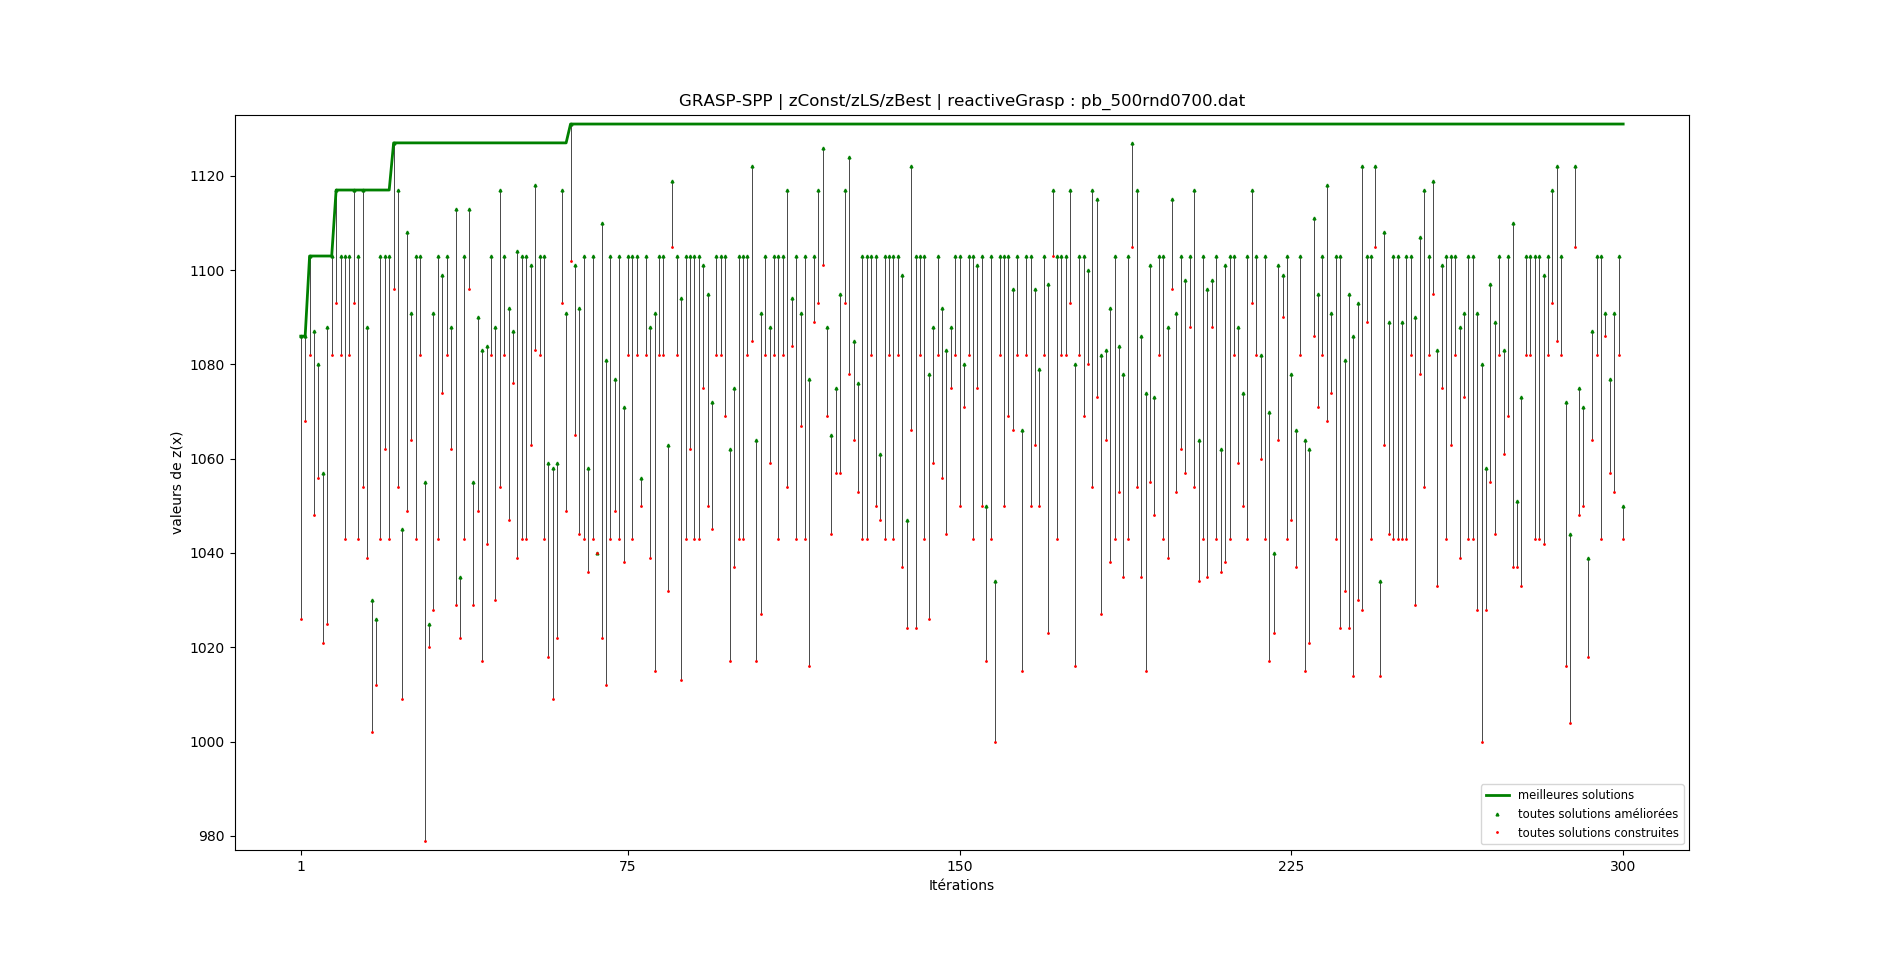 GRASP-SPP | zConst/zLS/zBest | reactiveGrasp : pb_500rnd0700.dat
valeurs de z(x)
1120
1100
1080
1060
1040
1020
1000
980
meilleures solutions
toutes solutions améliorées
toutes solutions construites
1 75 150 225 300
Itérations